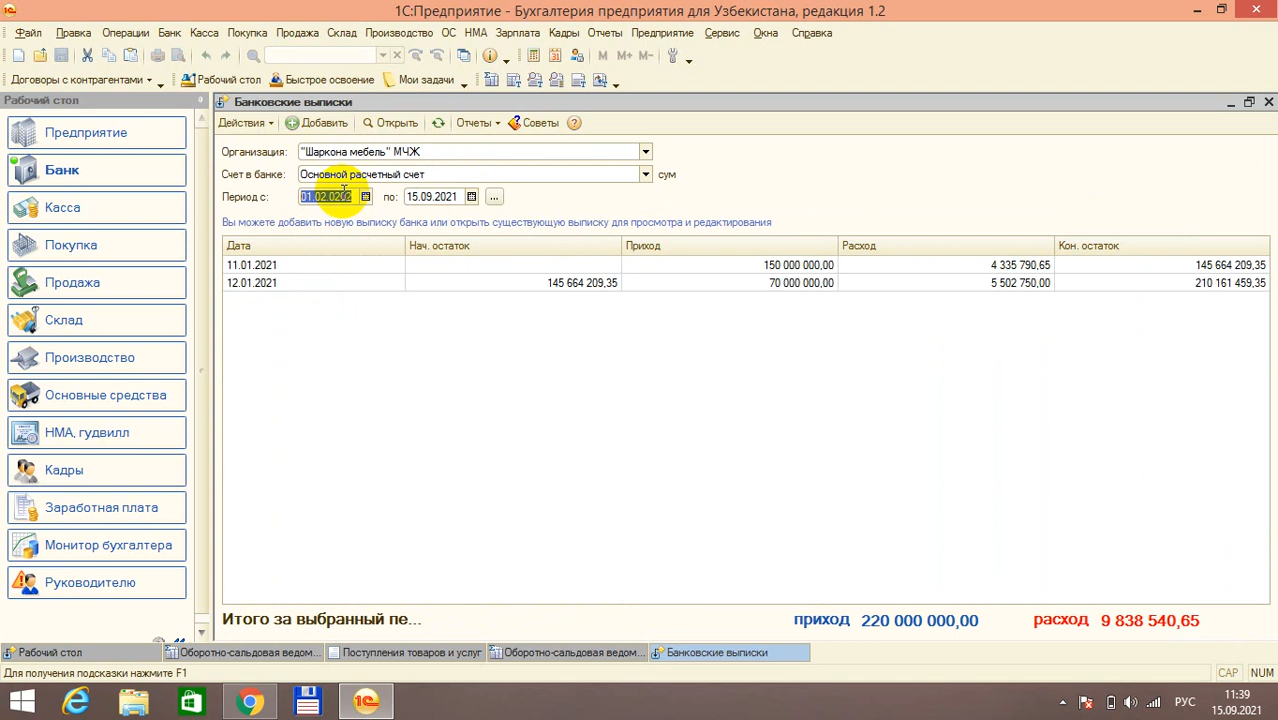 1С:Предприятие - Бухгалтерия предприятия для Узбекистана, редакция 1.2
Файл Правка Операции Банк Касса Покупка Продажа Склад Производство ОС НМА Зарплата Кадры Отчеты Предприятие Сервис Окна Справка
M M+ M-
Договоры с контрагентами Рабочий стол Быстрое освоение Мои задачи
Рабочий стол
Банковские выписки
Действия Добавить Открыть Отчеты Советы
Предприятие
Банк
Касса
Покупка
Продажа
Склад
Производство
Основные средства
НМА, гудвилл
Кадры
Заработная плата
Монитор бухгалтера
Руководителю
Организация: "Шаркона мебель" МЧЖ
Счет в банке: Основной расчетный счет сум
Период с: 01.02.0202 по: 15.09.2021 ...
Вы можете добавить новую выписку банка или открыть существующую выписку для просмотра и редактирования
Дата Нач. остаток Приход Расход Кон. остаток
11.01.2021 150 000 000,00 4 335 790,65 145 664 209,35
12.01.2021 145 664 209,35 70 000 000,00 5 502 750,00 210 161 459,35
Итого за выбранный пе... приход 220 000 000,00 расход 9 838 540,65
Рабочий стол Оборотно-сальдовая ведом... Поступления товаров и услуг Оборотно-сальдовая ведом... Банковские выписки
Для получения подсказки нажмите F1 CAP NUM
РУС
11:39
15.09.2021